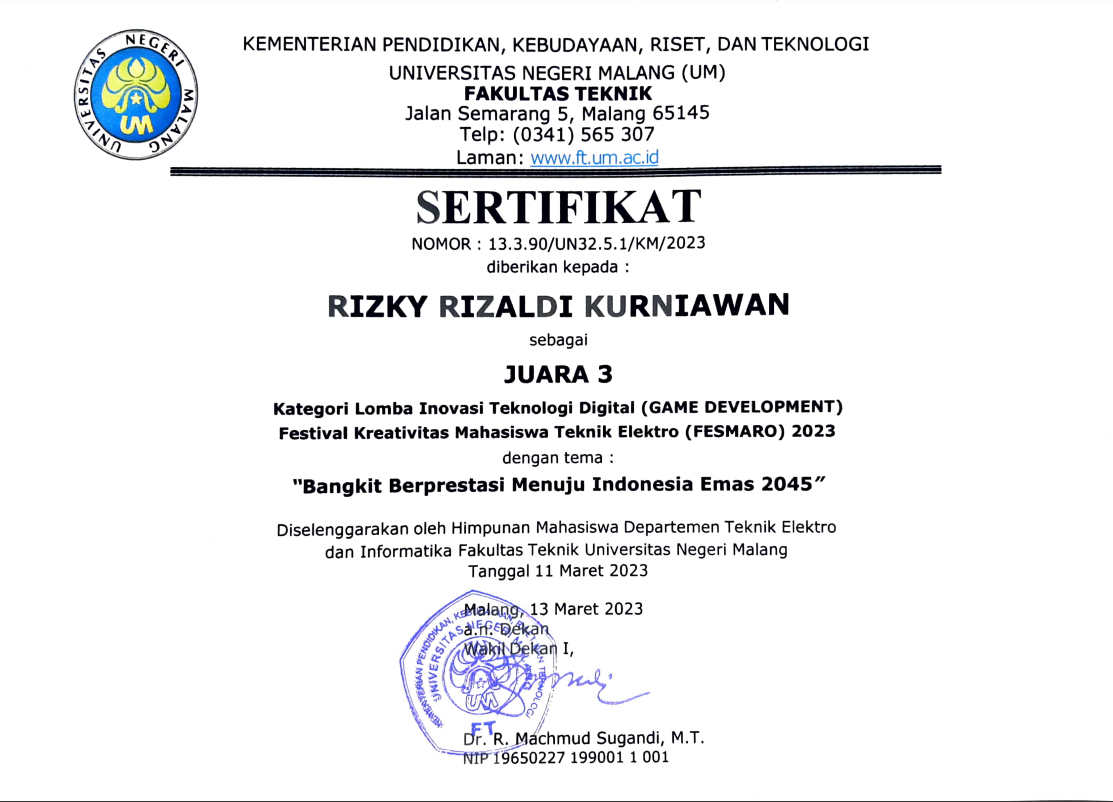 UNIVERSITAS NEGERI MALANG
UM
KEMENTERIAN PENDIDIKAN, KEBUDAYAAN, RISET, DAN TEKNOLOGI
UNIVERSITAS NEGERI MALANG (UM)
FAKULTAS TEKNIK
Jalan Semarang 5, Malang 65145
Telp: (0341) 565 307
Laman: www.ft.um.ac.id
SERTIFIKAT
NOMOR : 13.3.90/UN32.5.1/KM/2023
diberikan kepada :
RIZKY RIZALDI KURNIAWAN
sebagai
JUARA 3
Kategori Lomba Inovasi Teknologi Digital (GAME DEVELOPMENT)
Festival Kreativitas Mahasiswa Teknik Elektro (FESMARO) 2023
dengan tema :
“Bangkit Berprestasi Menuju Indonesia Emas 2045”
Diselenggarakan oleh Himpunan Mahasiswa Departemen Teknik Elektro
dan Informatika Fakultas Teknik Universitas Negeri Malang
Tanggal 11 Maret 2023
Malang, 13 Maret 2023
a.n. Dekan
Wakil Dekan I,
KEMENTERIAN PENDIDIKAN, KEBUDAYAAN, TEKNOLOGI
UNIVERSITAS NEGERI MALANG
UM
FT
Dr. R. Machmud Sugandi, M.T.
NIP 19650227 199001 1 001